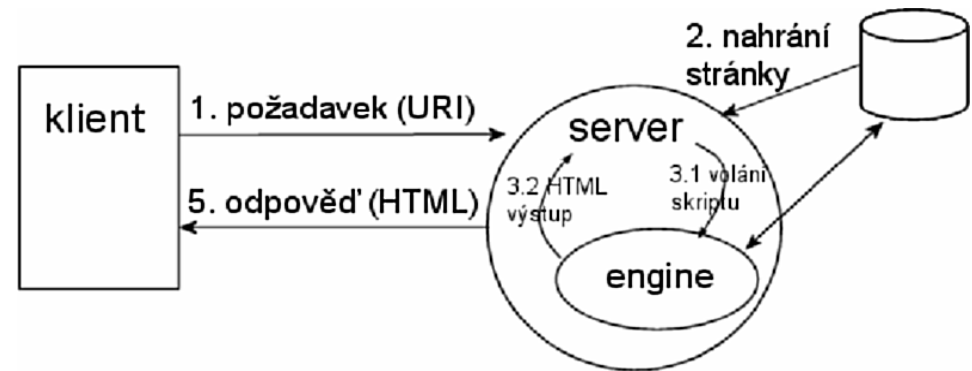 klient
1. požadavek (URI)
5. odpověď (HTML)
2. nahrání
stránky
server
3.2 HTML
výstup
3.1 volání
skriptu
engine